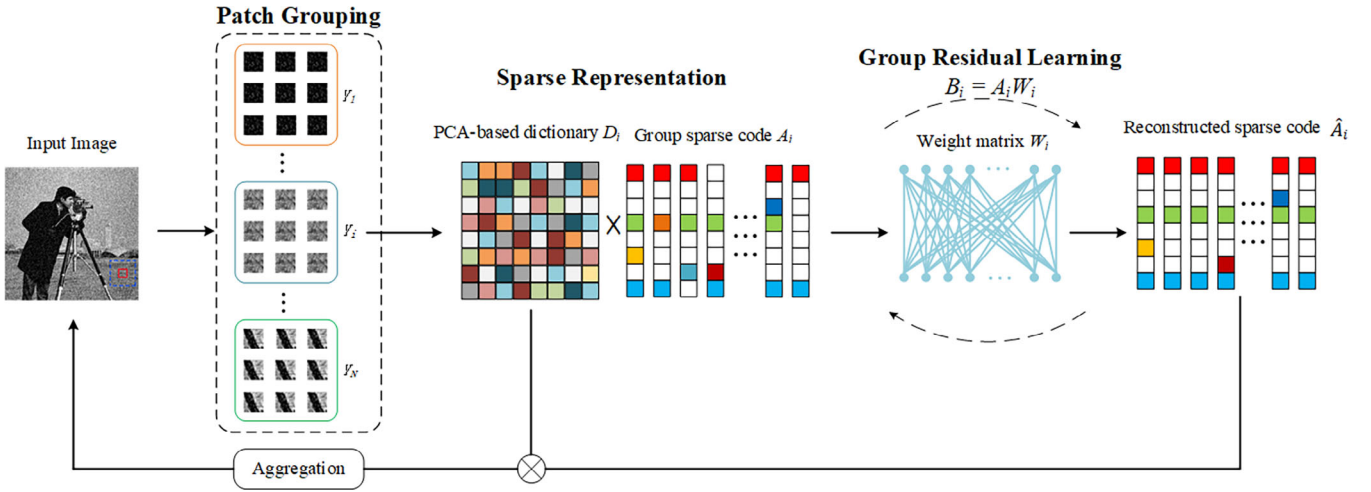 Patch Grouping
Input Image
Y₁
Yᵢ
Y_N
Sparse Representation
PCA-based dictionary Dᵢ
Group sparse code Aᵢ
×
Group Residual Learning
Bᵢ = AᵢWᵢ
Weight matrix Wᵢ
Reconstructed sparse code Âᵢ
Aggregation